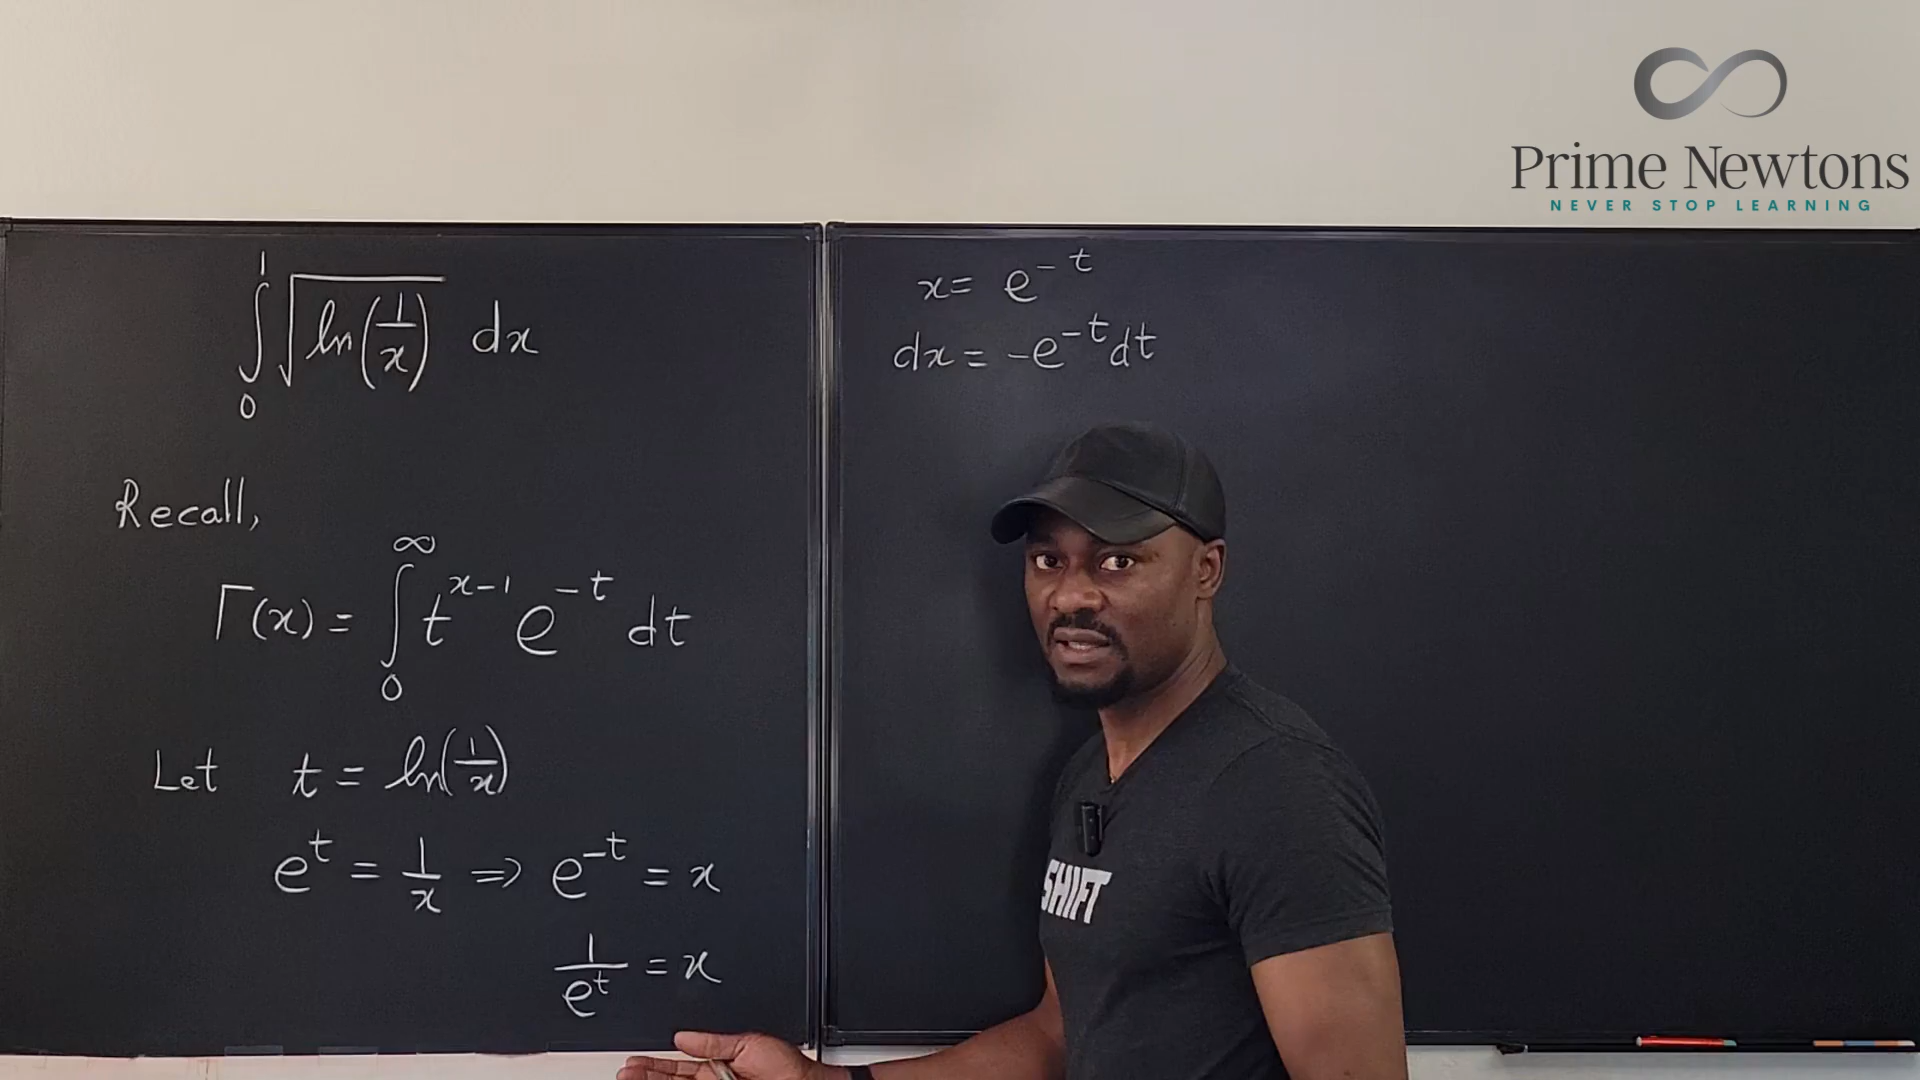 Prime Newtons
NEVER STOP LEARNING
∫₀¹ √(ln(1/x)) dx
Recall,
Γ(x) = ∫₀^∞ t^(x-1) e^(-t) dt
Let t = ln(1/x)
e^t = 1/x ⇒ e^(-t) = x
1/e^t = x
x = e^(-t)
dx = -e^(-t) dt
SHIFT